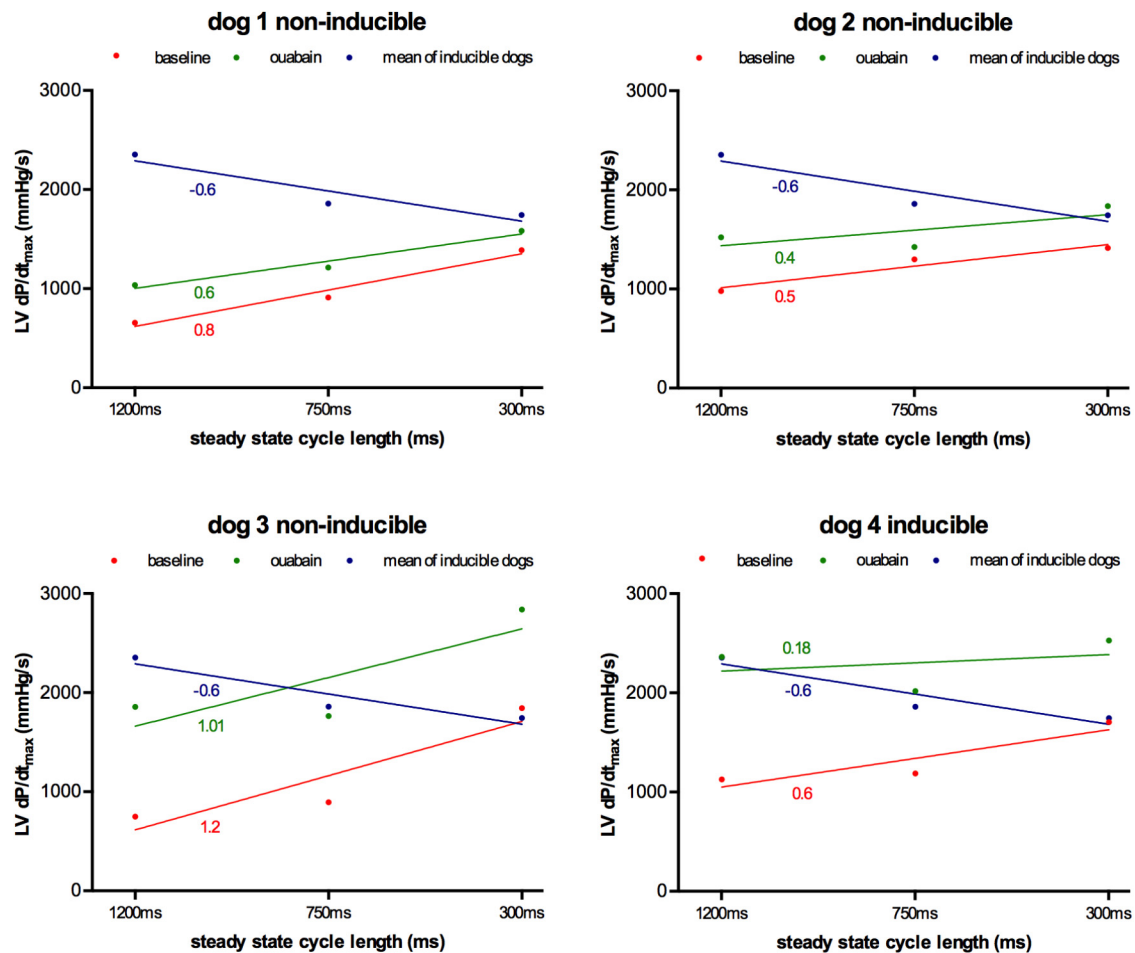 dog 1 non-inducible
baseline ouabain mean of inducible dogs
3000
2000
1000
0
LV dP/dtmax (mmHg/s)
-0.6
0.6
0.8
1200ms 750ms 300ms
steady state cycle length (ms)
dog 2 non-inducible
baseline ouabain mean of inducible dogs
3000
2000
1000
0
LV dP/dtmax (mmHg/s)
-0.6
0.4
0.5
1200ms 750ms 300ms
steady state cycle length (ms)
dog 3 non-inducible
baseline ouabain mean of inducible dogs
3000
2000
1000
0
LV dP/dtmax (mmHg/s)
-0.6
1.01
1.2
1200ms 750ms 300ms
steady state cycle length (ms)
dog 4 inducible
baseline ouabain mean of inducible dogs
3000
2000
1000
0
LV dP/dtmax (mmHg/s)
0.18
-0.6
0.6
1200ms 750ms 300ms
steady state cycle length (ms)